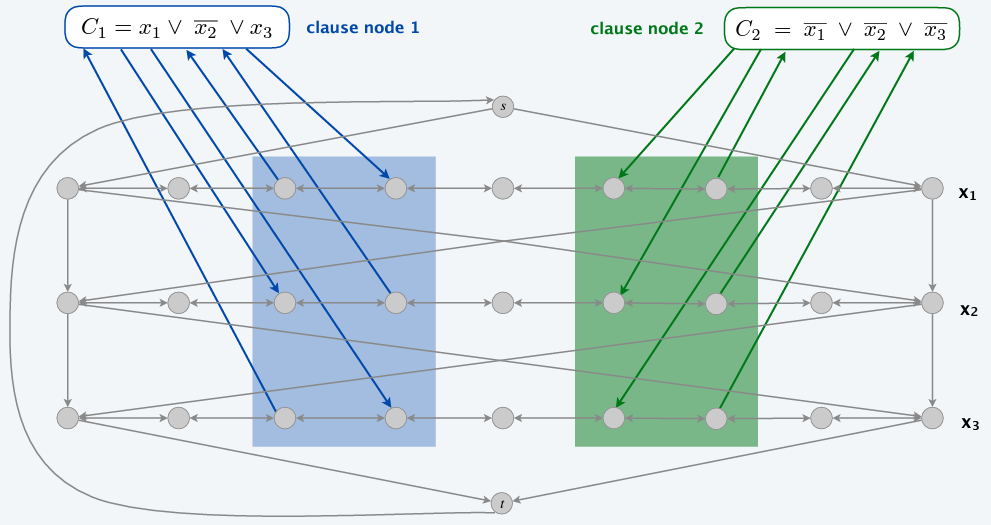 C₁ = x₁ ∨ x̅₂ ∨ x₃
clause node 1
clause node 2
C₂ = x̅₁ ∨ x̅₂ ∨ x̅₃
s
x₁
x₂
x₃
t